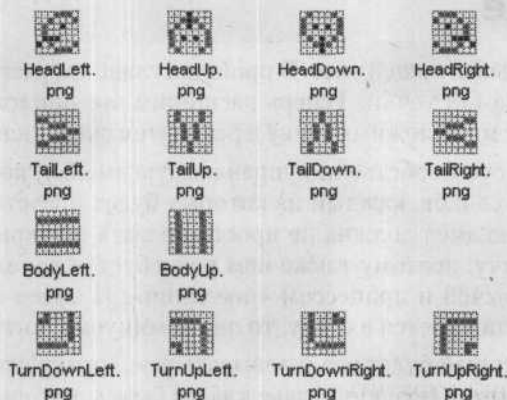 HeadLeft. HeadUp. HeadDown. HeadRight.
png png png png
TailLeft. TailUp. TailDown. TailRight.
png png png png
BodyLeft. BodyUp.
png png
TurnDownLeft. TurnUpLeft. TurnDownRight. TurnUpRight.
png png png png